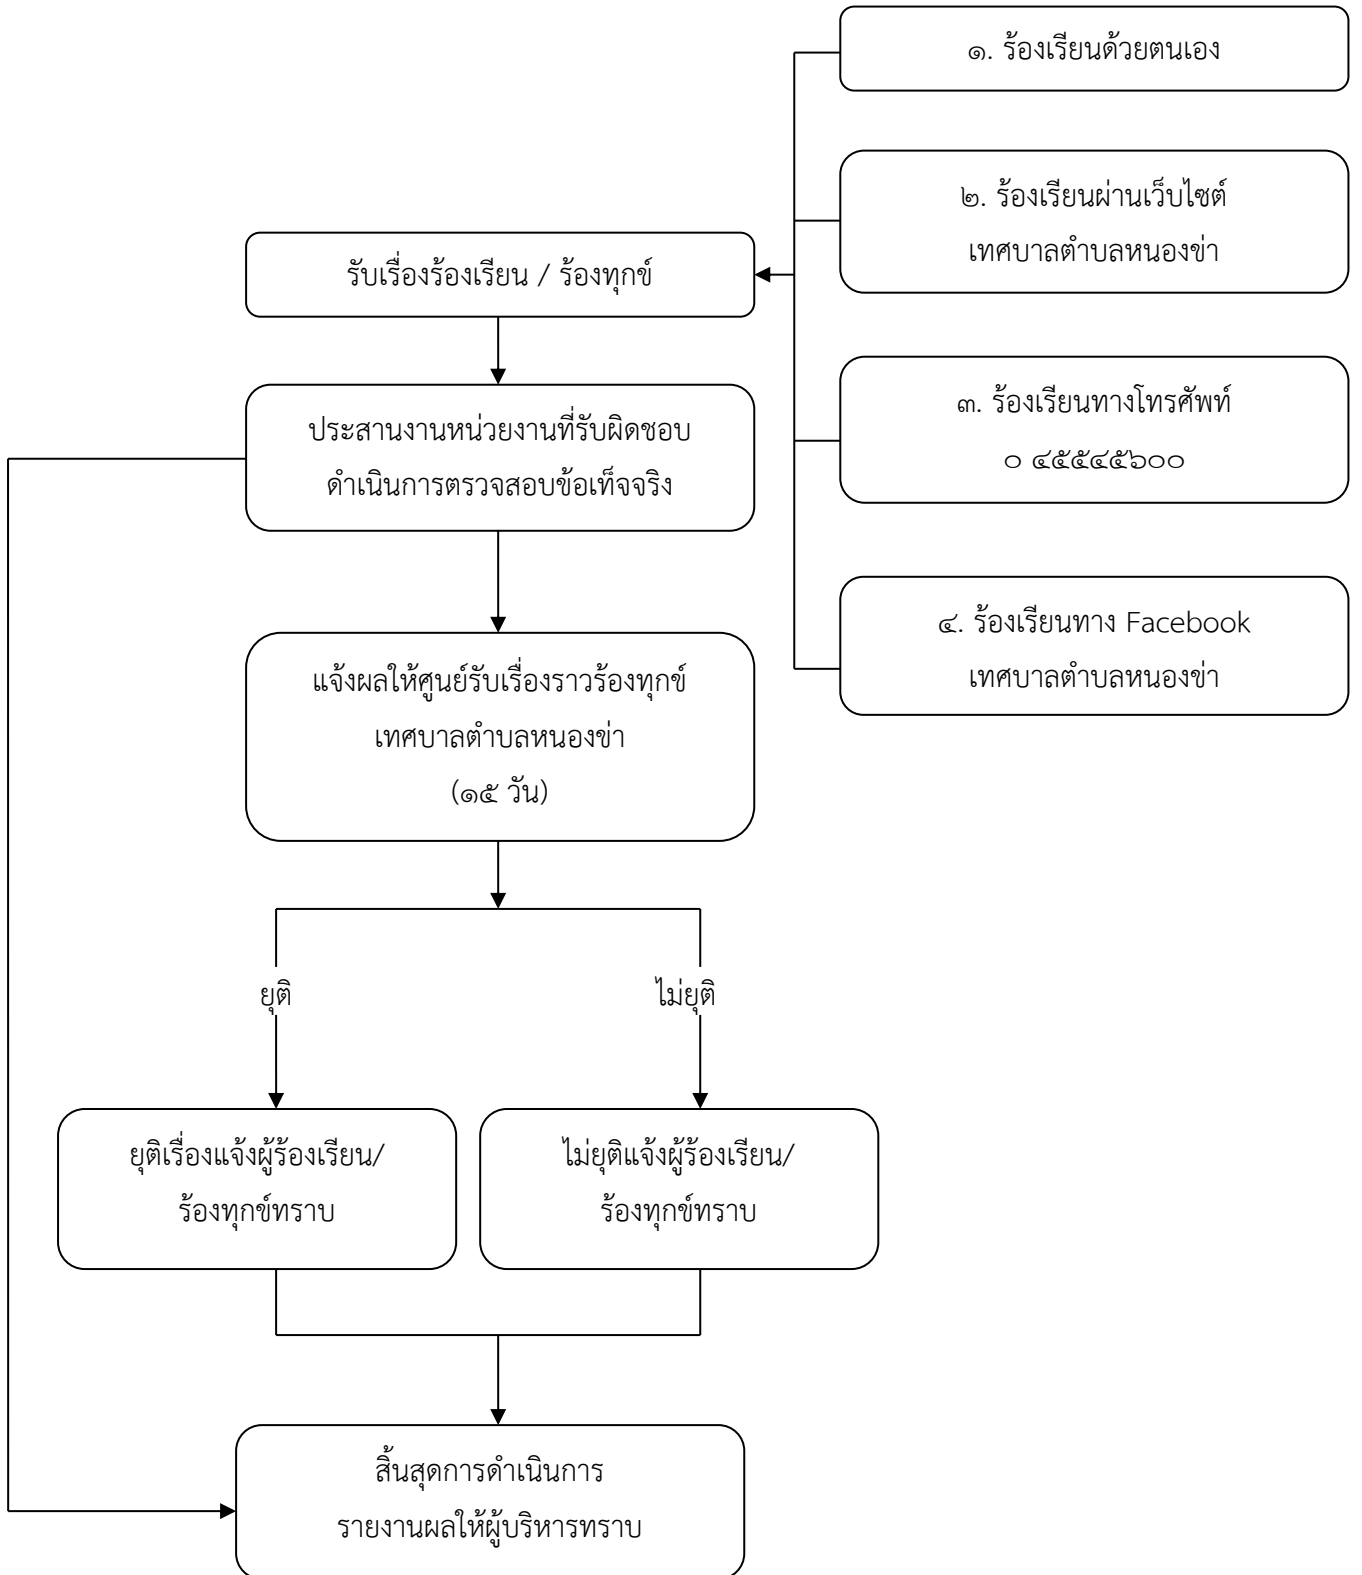 ๑. ร้องเรียนด้วยตนเอง
๒. ร้องเรียนผ่านเว็บไซต์
เทศบาลตำบลหนองข่า
รับเรื่องร้องเรียน / ร้องทุกข์
๓. ร้องเรียนทางโทรศัพท์
๐ ๔๕๕๔๕๖๐๐
ประสานงานหน่วยงานที่รับผิดชอบ
ดำเนินการตรวจสอบข้อเท็จจริง
๔. ร้องเรียนทาง Facebook
เทศบาลตำบลหนองข่า
แจ้งผลให้ศูนย์รับเรื่องราวร้องทุกข์
เทศบาลตำบลหนองข่า
(๑๕ วัน)
ยุติ
ไม่ยุติ
ยุติเรื่องแจ้งผู้ร้องเรียน/
ร้องทุกข์ทราบ
ไม่ยุติแจ้งผู้ร้องเรียน/
ร้องทุกข์ทราบ
สิ้นสุดการดำเนินการ
รายงานผลให้ผู้บริหารทราบ